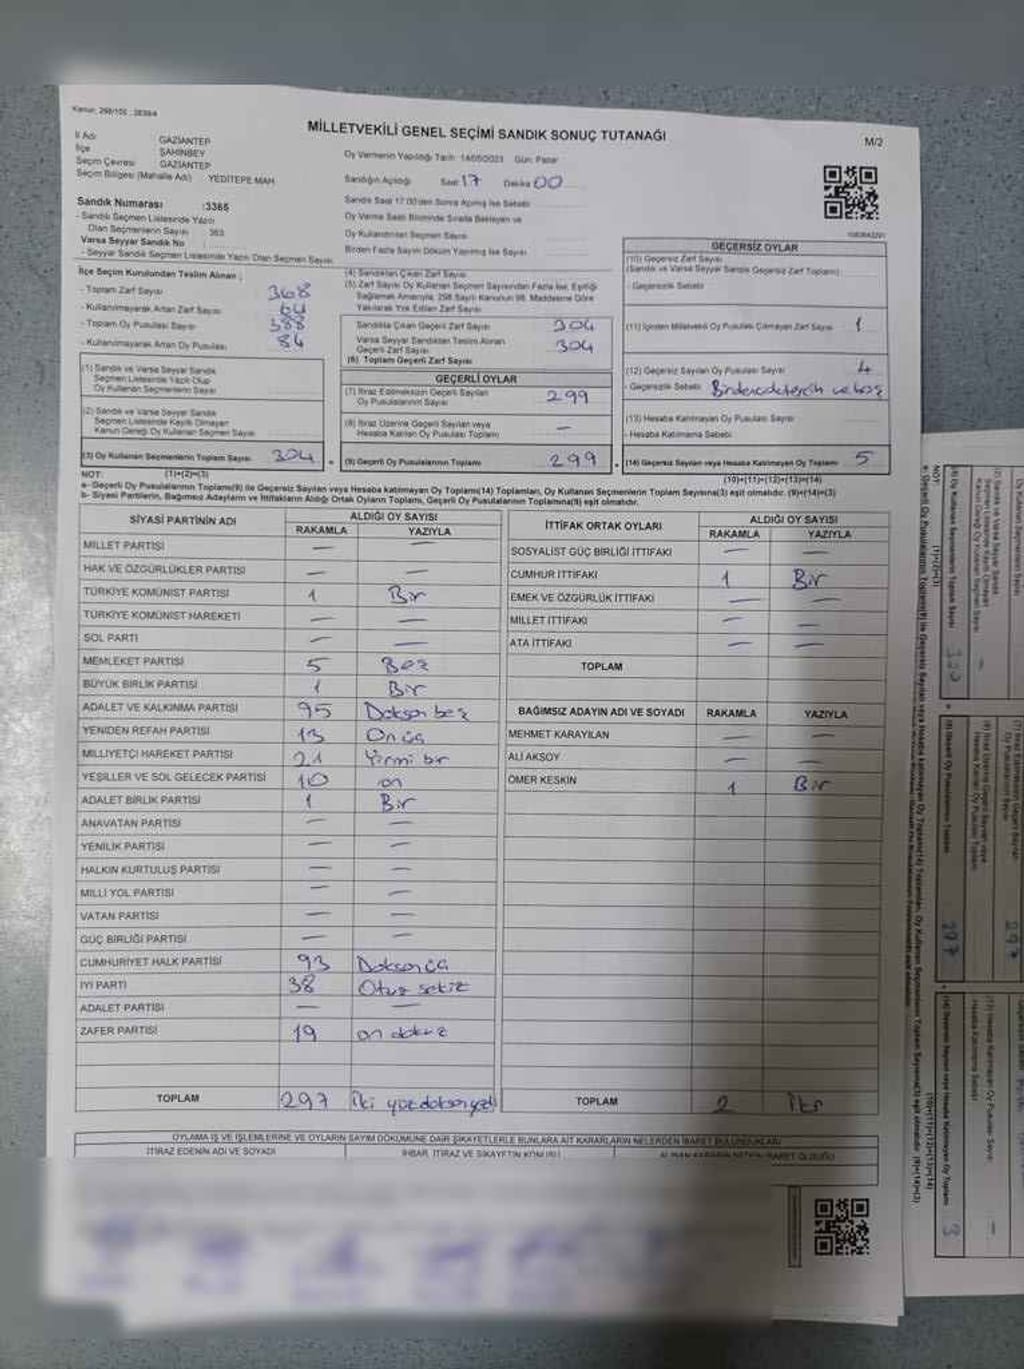 Kanun: 298/105
MİLLETVEKİLİ GENEL SEÇİMİ SANDIK SONUÇ TUTANAĞI
M/2
İl Adı GAZİANTEP
İlçe ŞAHİNBEY
Seçim Çevresi GAZİANTEP
Seçim Bölgesi (Mahalle Adı) YEDİTEPE MAH.
Oy Vermenin Yapıldığı Tarih: 14/05/2023 Gün: Pazar
Sandığın Açıldığı Saat 17 Dakika 00
Sandık Saat 17:00'den Sonra Açılmış İse Sebebi
Oy Verme Saati Bitiminde Sırada Bekleyen ve
Oy Kullandırılan Seçmen Sayısı
Birden Fazla Sayım Döküm Yapılmış İse Sayısı
Sandık Numarası :3365
- Sandık Seçmen Listesinde Yazılı
Olan Seçmenlerin Sayısı : 363
Varsa Seyyar Sandık No
- Seyyar Sandık Seçmen Listesinde Yazılı Olan Seçmen Sayısı
İlçe Seçim Kurulundan Teslim Alınan ;
- Toplam Zarf Sayısı 368
- Kullanılmayarak Artan Zarf Sayısı 64
- Toplam Oy Pusulası Sayısı 388
- Kullanılmayarak Artan Oy Pusulası 84
(1) Sandık ve Varsa Seyyar Sandık
Seçmen Listesinde Yazılı Olup
Oy Kullanan Seçmenlerin Sayısı
(2) Sandık ve Varsa Seyyar Sandık
Seçmen Listesinde Kayıtlı Olmayan
Kanun Gereği Oy Kullanan Seçmen Sayısı
(3) Oy Kullanan Seçmenlerin Toplam Sayısı 304
(4) Sandıktan Çıkan Zarf Sayısı
(5) Zarf Sayısı Oy Kullanan Seçmen Sayısından Fazla İse, Eşitliği
Sağlamak Amacıyla, 298 Sayılı Kanunun 98. Maddesine Göre
Yakılarak Yok Edilen Zarf Sayısı
Sandıkta Çıkan Geçerli Zarf Sayısı 304
Varsa Seyyar Sandıktan Teslim Alınan
Geçerli Zarf Sayısı 304
(6) Toplam Geçerli Zarf Sayısı
GEÇERLİ OYLAR
(7) İtiraz Edilmeksizin Geçerli Sayılan
Oy Pusulalarının Sayısı 299
(8) İtiraz Üzerine Geçerli Sayılan veya
Hesaba Katılan Oy Pusulası Toplamı —
(9) Geçerli Oy Pusulalarının Toplamı 299
GEÇERSİZ OYLAR
(10) Geçersiz Zarf Sayısı
(Sandık ve Varsa Seyyar Sandık Geçersiz Zarf Toplamı)
- Geçersizlik Sebebi
(11) İçinden Milletvekili Oy Pusulası Çıkmayan Zarf Sayısı 1
(12) Geçersiz Sayılan Oy Pusulası Sayısı 4
- Geçersizlik Sebebi
(13) Hesaba Katılmayan Oy Pusulası Sayısı
- Hesaba Katılmama Sebebi
(14) Geçersiz Sayılan veya Hesaba Katılmayan Oy Toplamı 5
NOT: (1)+(2)=(3) (10)+(11)+(12)+(13)=(14)
a- Geçerli Oy Pusulalarının Toplamı(9) ile Geçersiz Sayılan veya Hesaba Katılmayan Oy Toplamı(14) Toplamları, Oy Kullanan Seçmenlerin Toplam Sayısına(3) eşit olmalıdır. (9)+(14)=(3)
b- Siyasi Partilerin, Bağımsız Adayların ve İttifakların Aldığı Ortak Oyların Toplamı, Geçerli Oy Pusulalarının Toplamına(9) eşit olmalıdır.
SİYASİ PARTİNİN ADI ALDIĞI OY SAYISI
RAKAMLA YAZIYLA
MİLLET PARTİSİ — —
HAK VE ÖZGÜRLÜKLER PARTİSİ — —
TÜRKİYE KOMÜNİST PARTİSİ 1 Bir
TÜRKİYE KOMÜNİST HAREKETİ — —
SOL PARTİ — —
MEMLEKET PARTİSİ 5 Beş
BÜYÜK BİRLİK PARTİSİ 1 Bir
ADALET VE KALKINMA PARTİSİ 95 Doksan beş
YENİDEN REFAH PARTİSİ 13 On üç
MİLLİYETÇİ HAREKET PARTİSİ 21 Yirmi bir
YEŞİLLER VE SOL GELECEK PARTİSİ 10 on
ADALET BİRLİK PARTİSİ 1 Bir
ANAVATAN PARTİSİ — —
YENİLİK PARTİSİ — —
HALKIN KURTULUŞ PARTİSİ — —
MİLLİ YOL PARTİSİ — —
VATAN PARTİSİ — —
GÜÇ BİRLİĞİ PARTİSİ — —
CUMHURİYET HALK PARTİSİ 93 Doksan üç
İYİ PARTİ 38 Otuz sekiz
ADALET PARTİSİ — —
ZAFER PARTİSİ 19 on dokuz
TOPLAM 297 İki yüz doksan yedi
İTTİFAK ORTAK OYLARI ALDIĞI OY SAYISI
RAKAMLA YAZIYLA
SOSYALİST GÜÇ BİRLİĞİ İTTİFAKI — —
CUMHUR İTTİFAKI 1 Bir
EMEK VE ÖZGÜRLÜK İTTİFAKI — —
MİLLET İTTİFAKI — —
ATA İTTİFAKI — —
TOPLAM
BAĞIMSIZ ADAYIN ADI VE SOYADI RAKAMLA YAZIYLA
MEHMET KARAYILAN — —
ALİ AKSOY — —
ÖMER KESKİN 1 Bir
TOPLAM 2 İki
OYLAMA İŞ VE İŞLEMLERİNE VE OYLARIN SAYIM DÖKÜMÜNE DAİR ŞİKAYETLERLE BUNLARA AİT KARARLARIN NELERDEN İBARET BULUNDUKLARI
İTİRAZ EDENİN ADI VE SOYADI
İHBAR, İTİRAZ VE ŞİKAYETİN KONUSU